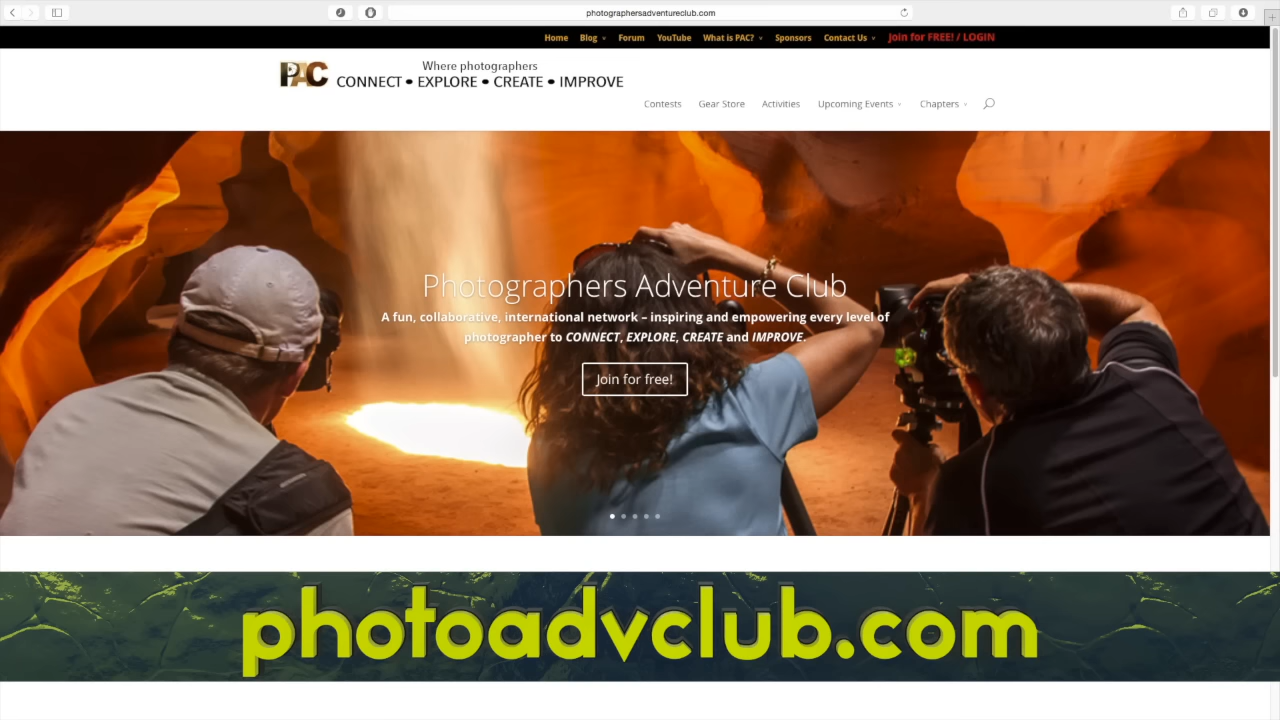 photographersadventureclub.com
Home Blog Forum YouTube What is PAC? Sponsors Contact Us Join for FREE! / LOGIN
PAC
Where photographers
CONNECT • EXPLORE • CREATE • IMPROVE
Contests Gear Store Activities Upcoming Events Chapters
Photographers Adventure Club
A fun, collaborative, international network – inspiring and empowering every level of
photographer to CONNECT, EXPLORE, CREATE and IMPROVE.
Join for free!
photoadvclub.com